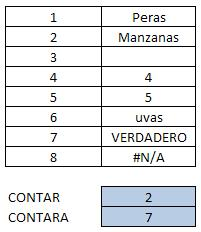 1 Peras
2 Manzanas
3
4 4
5 5
6 uvas
7 VERDADERO
8 #N/A
CONTAR 2
CONTARA 7